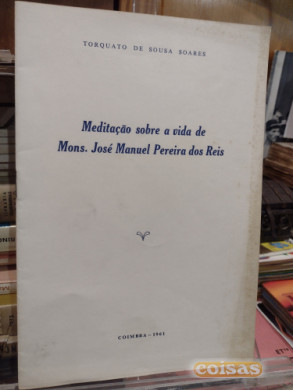 TORQUATO DE SOUSA SOARES
Meditação sobre a vida de
Mons. José Manuel Pereira dos Reis
COIMBRA – 1961
coisas